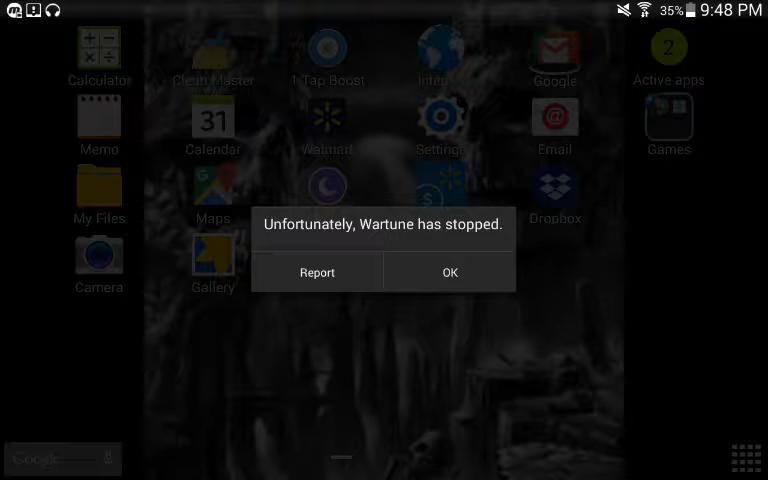 35% 9:48 PM
Calculator Clean Master 1 Tap Boost Google 2 Active apps
Memo 31 Calendar Walmart Settings Email Games
My Files Maps Dropbox
Unfortunately, Wartune has stopped.
Report OK
Camera Gallery
Google